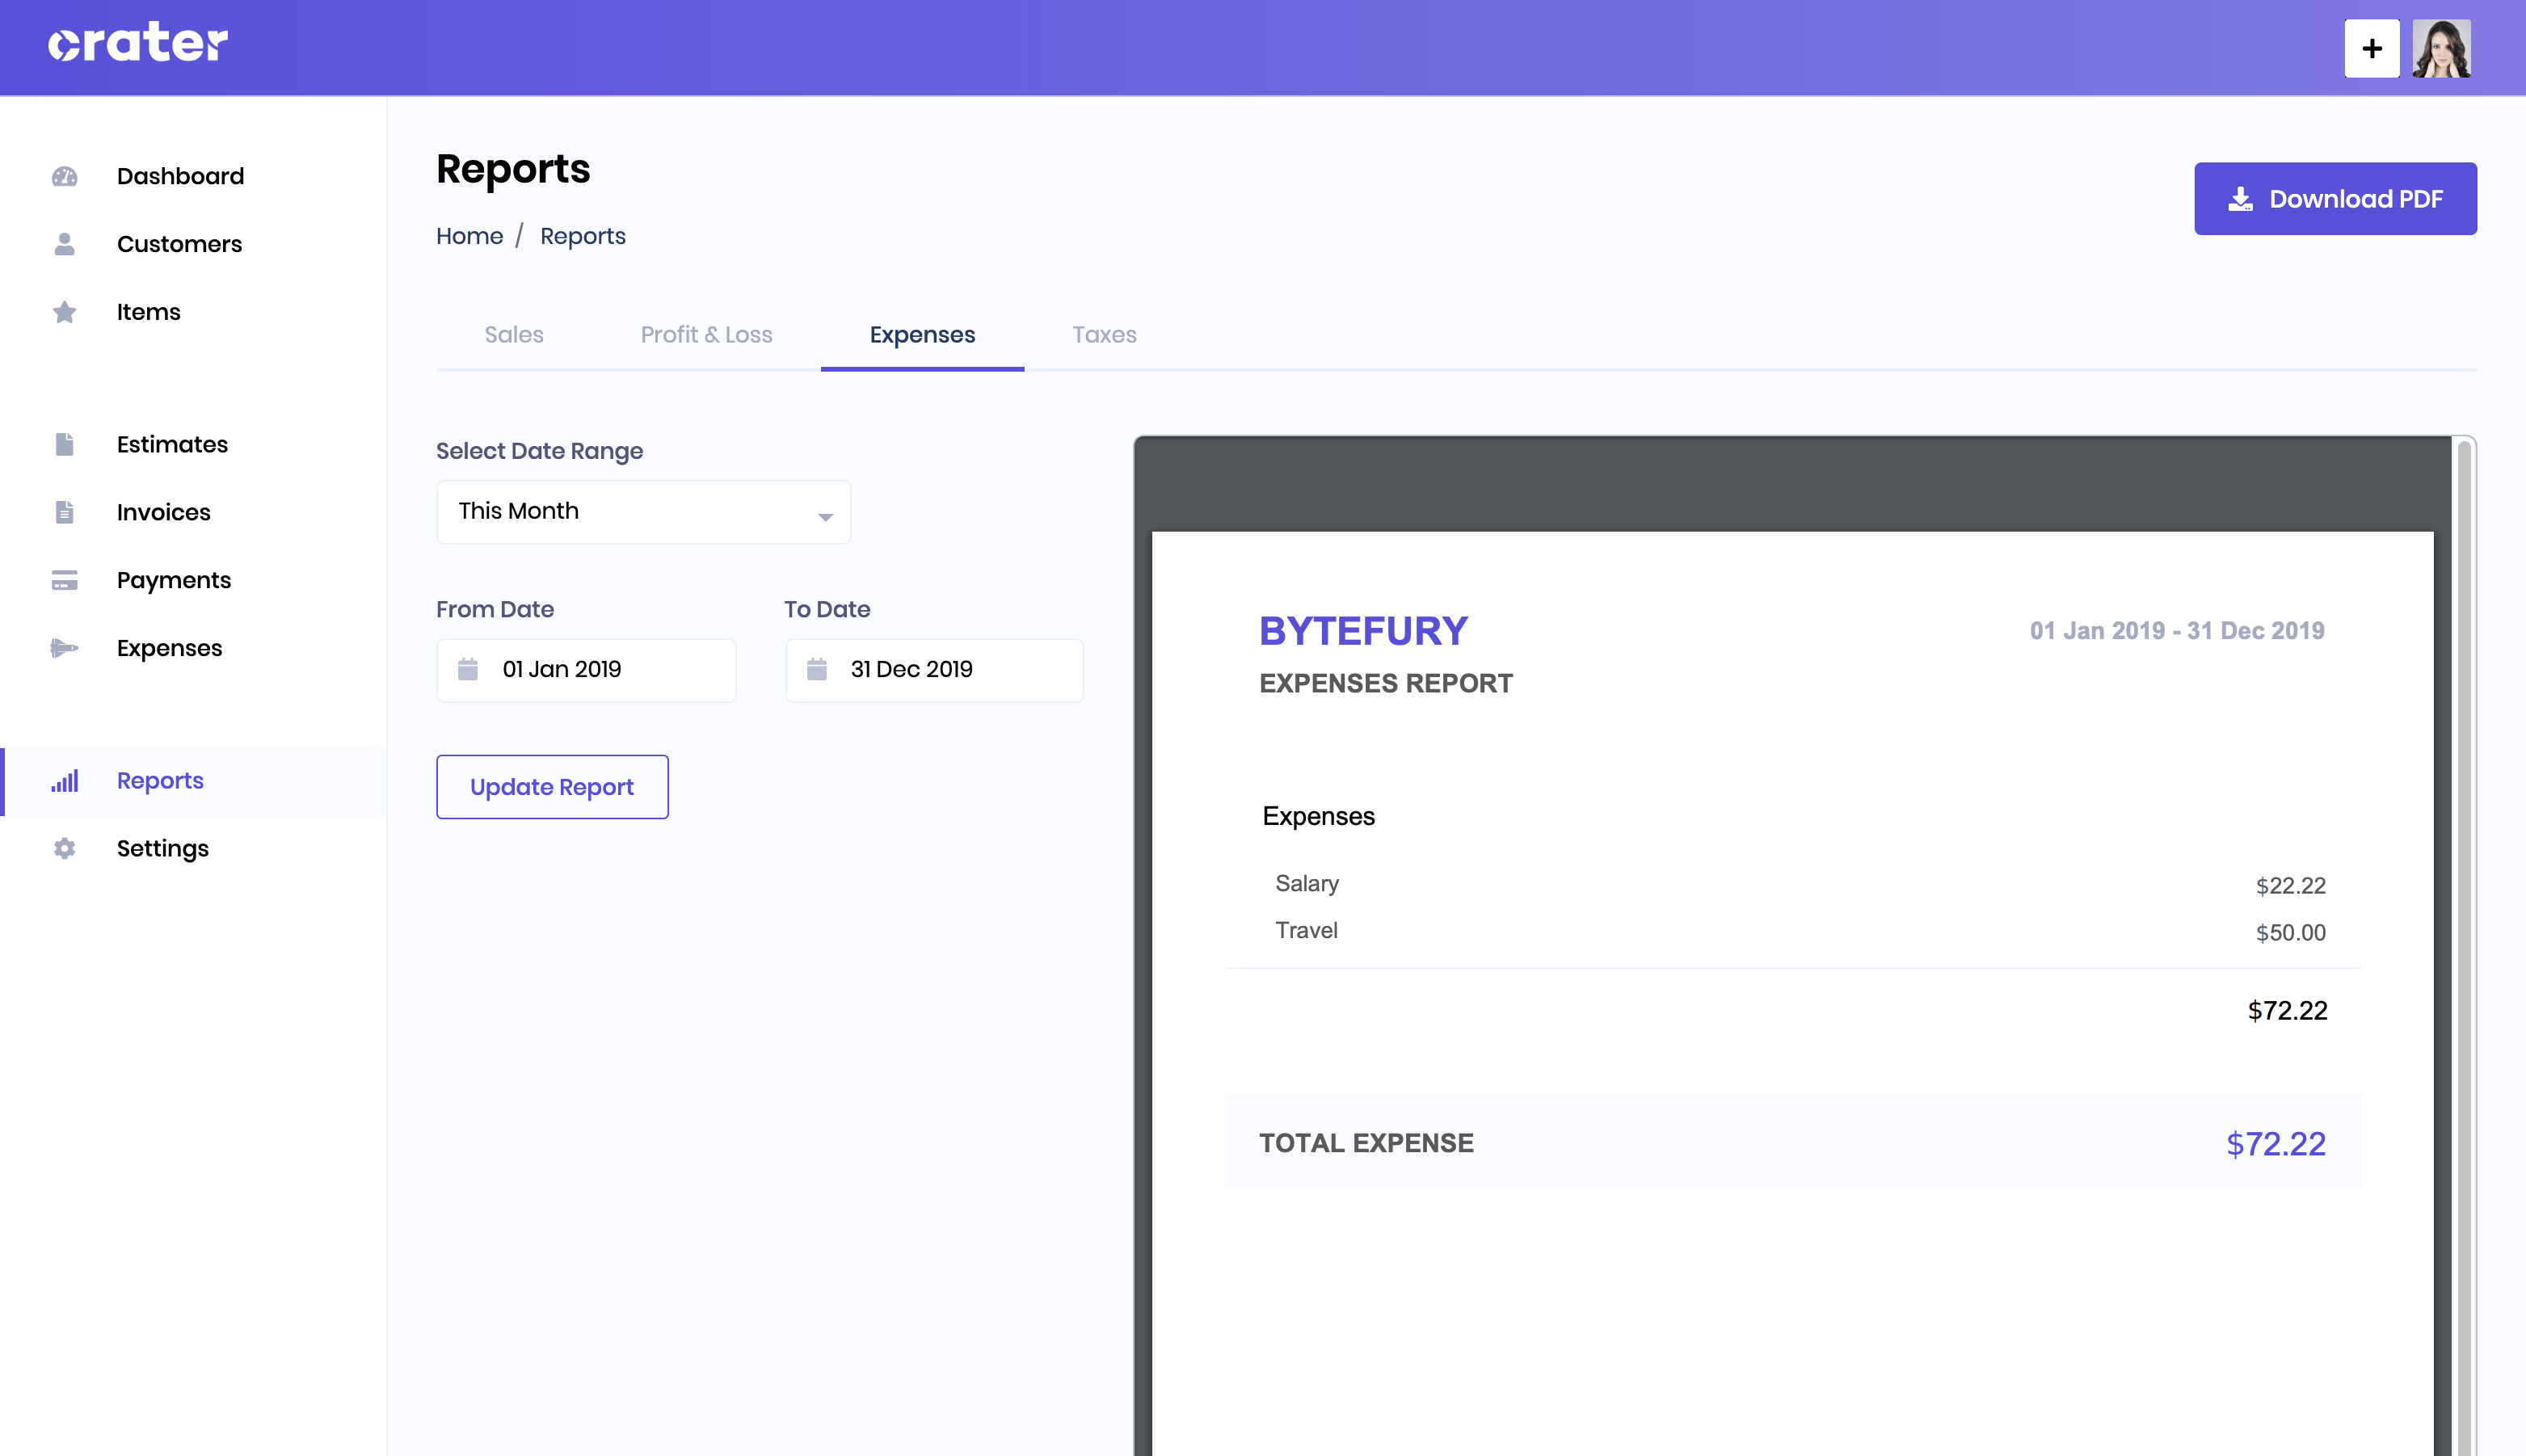 crater
Dashboard
Customers
Items
Estimates
Invoices
Payments
Expenses
Reports
Settings
Reports
Home / Reports
Download PDF
Sales
Profit & Loss
Expenses
Taxes
Select Date Range
This Month
From Date
To Date
01 Jan 2019
31 Dec 2019
Update Report
BYTEFURY
01 Jan 2019 - 31 Dec 2019
EXPENSES REPORT
Expenses
Salary $22.22
Travel $50.00
$72.22
TOTAL EXPENSE $72.22